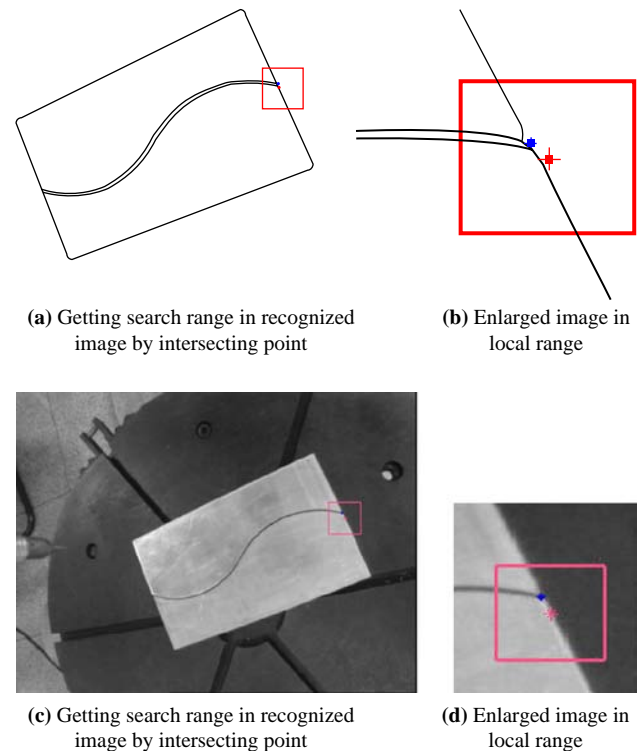 (a) Getting search range in recognized
image by intersecting point
(b) Enlarged image in
local range
(c) Getting search range in recognized
image by intersecting point
(d) Enlarged image in
local range